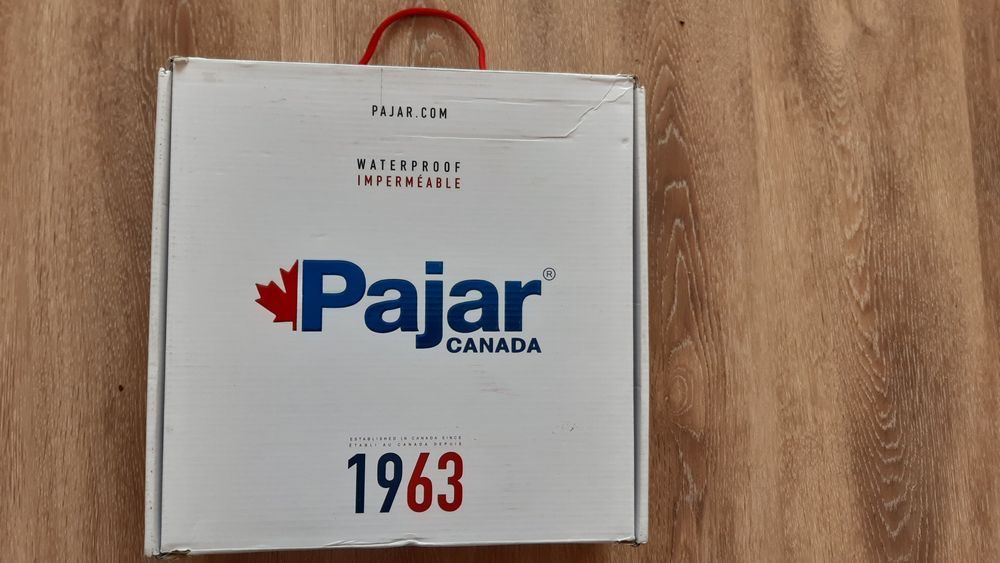 PAJAR.COM
WATERPROOF
IMPERMÉABLE
Pajar®
CANADA
ESTABLISHED IN CANADA SINCE
ÉTABLI AU CANADA DEPUIS
1963